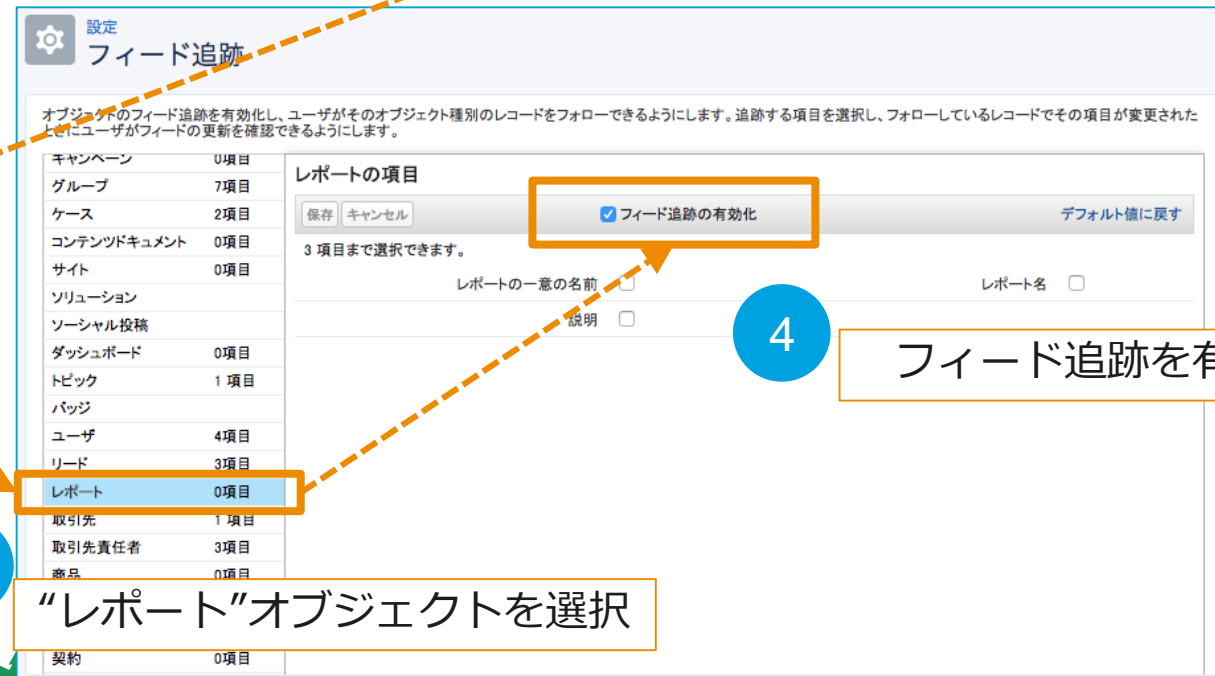 設定
フィード追跡
オブジェクトのフィード追跡を有効化し、ユーザがそのオブジェクト種別のレコードをフォローできるようにします。追跡する項目を選択し、フォローしているレコードでその項目が変更された
ときにユーザがフィードの更新を確認できるようにします。
キャンペーン 0項目
グループ 7項目
ケース 2項目
コンテンツドキュメント 0項目
サイト 0項目
ソリューション
ソーシャル投稿
ダッシュボード 0項目
トピック 1 項目
バッジ
ユーザ 4項目
リード 3項目
レポート 0項目
取引先 1 項目
取引先責任者 3項目
商品 0項目
契約 0項目
レポートの項目
保存 キャンセル フィード追跡の有効化 デフォルト値に戻す
3 項目まで選択できます。
レポートの一意の名前 レポート名
説明
4
フィード追跡を有
“レポート”オブジェクトを選択